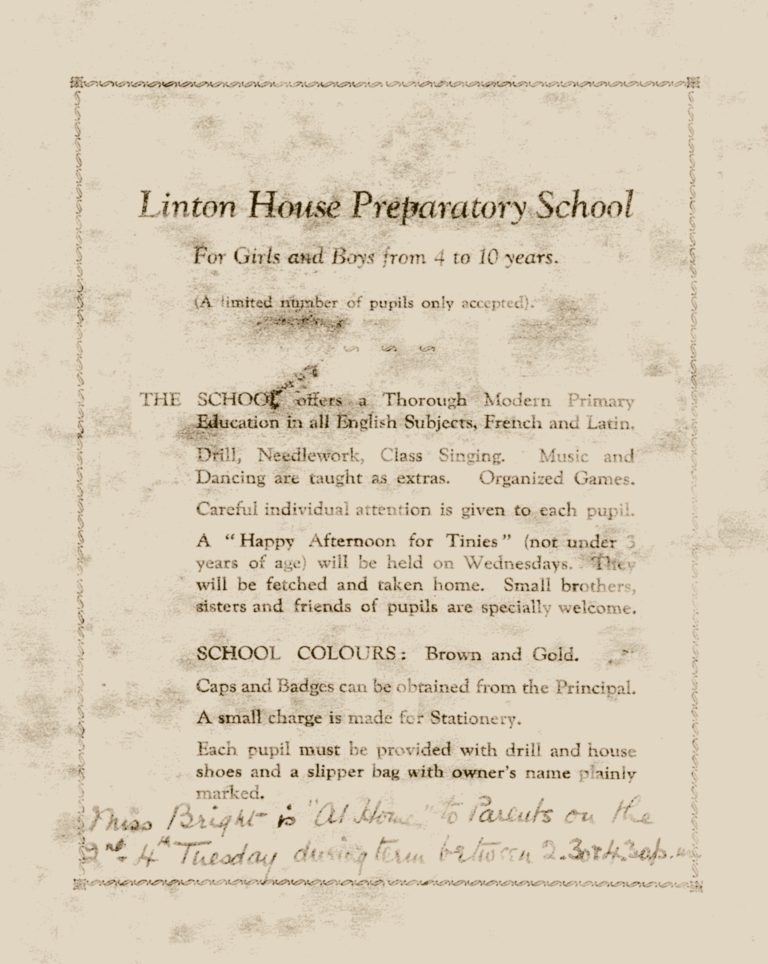 Linton House Preparatory School
For Girls and Boys from 4 to 10 years.
(A limited number of pupils only accepted).
THE SCHOOL offers a Thorough Modern Primary
Education in all English Subjects, French and Latin.
Drill, Needlework, Class Singing. Music and
Dancing are taught as extras. Organized Games.
Careful individual attention is given to each pupil.
A "Happy Afternoon for Tinies" (not under 3
years of age) will be held on Wednesdays. They
will be fetched and taken home. Small brothers,
sisters and friends of pupils are specially welcome.
SCHOOL COLOURS: Brown and Gold.
Caps and Badges can be obtained from the Principal.
A small charge is made for Stationery.
Each pupil must be provided with drill and house
shoes and a slipper bag with owner's name plainly
marked.
Miss Bright is "At Home" to Parents on the
2nd 4th Tuesday during term between 2.30 4.30 p.m